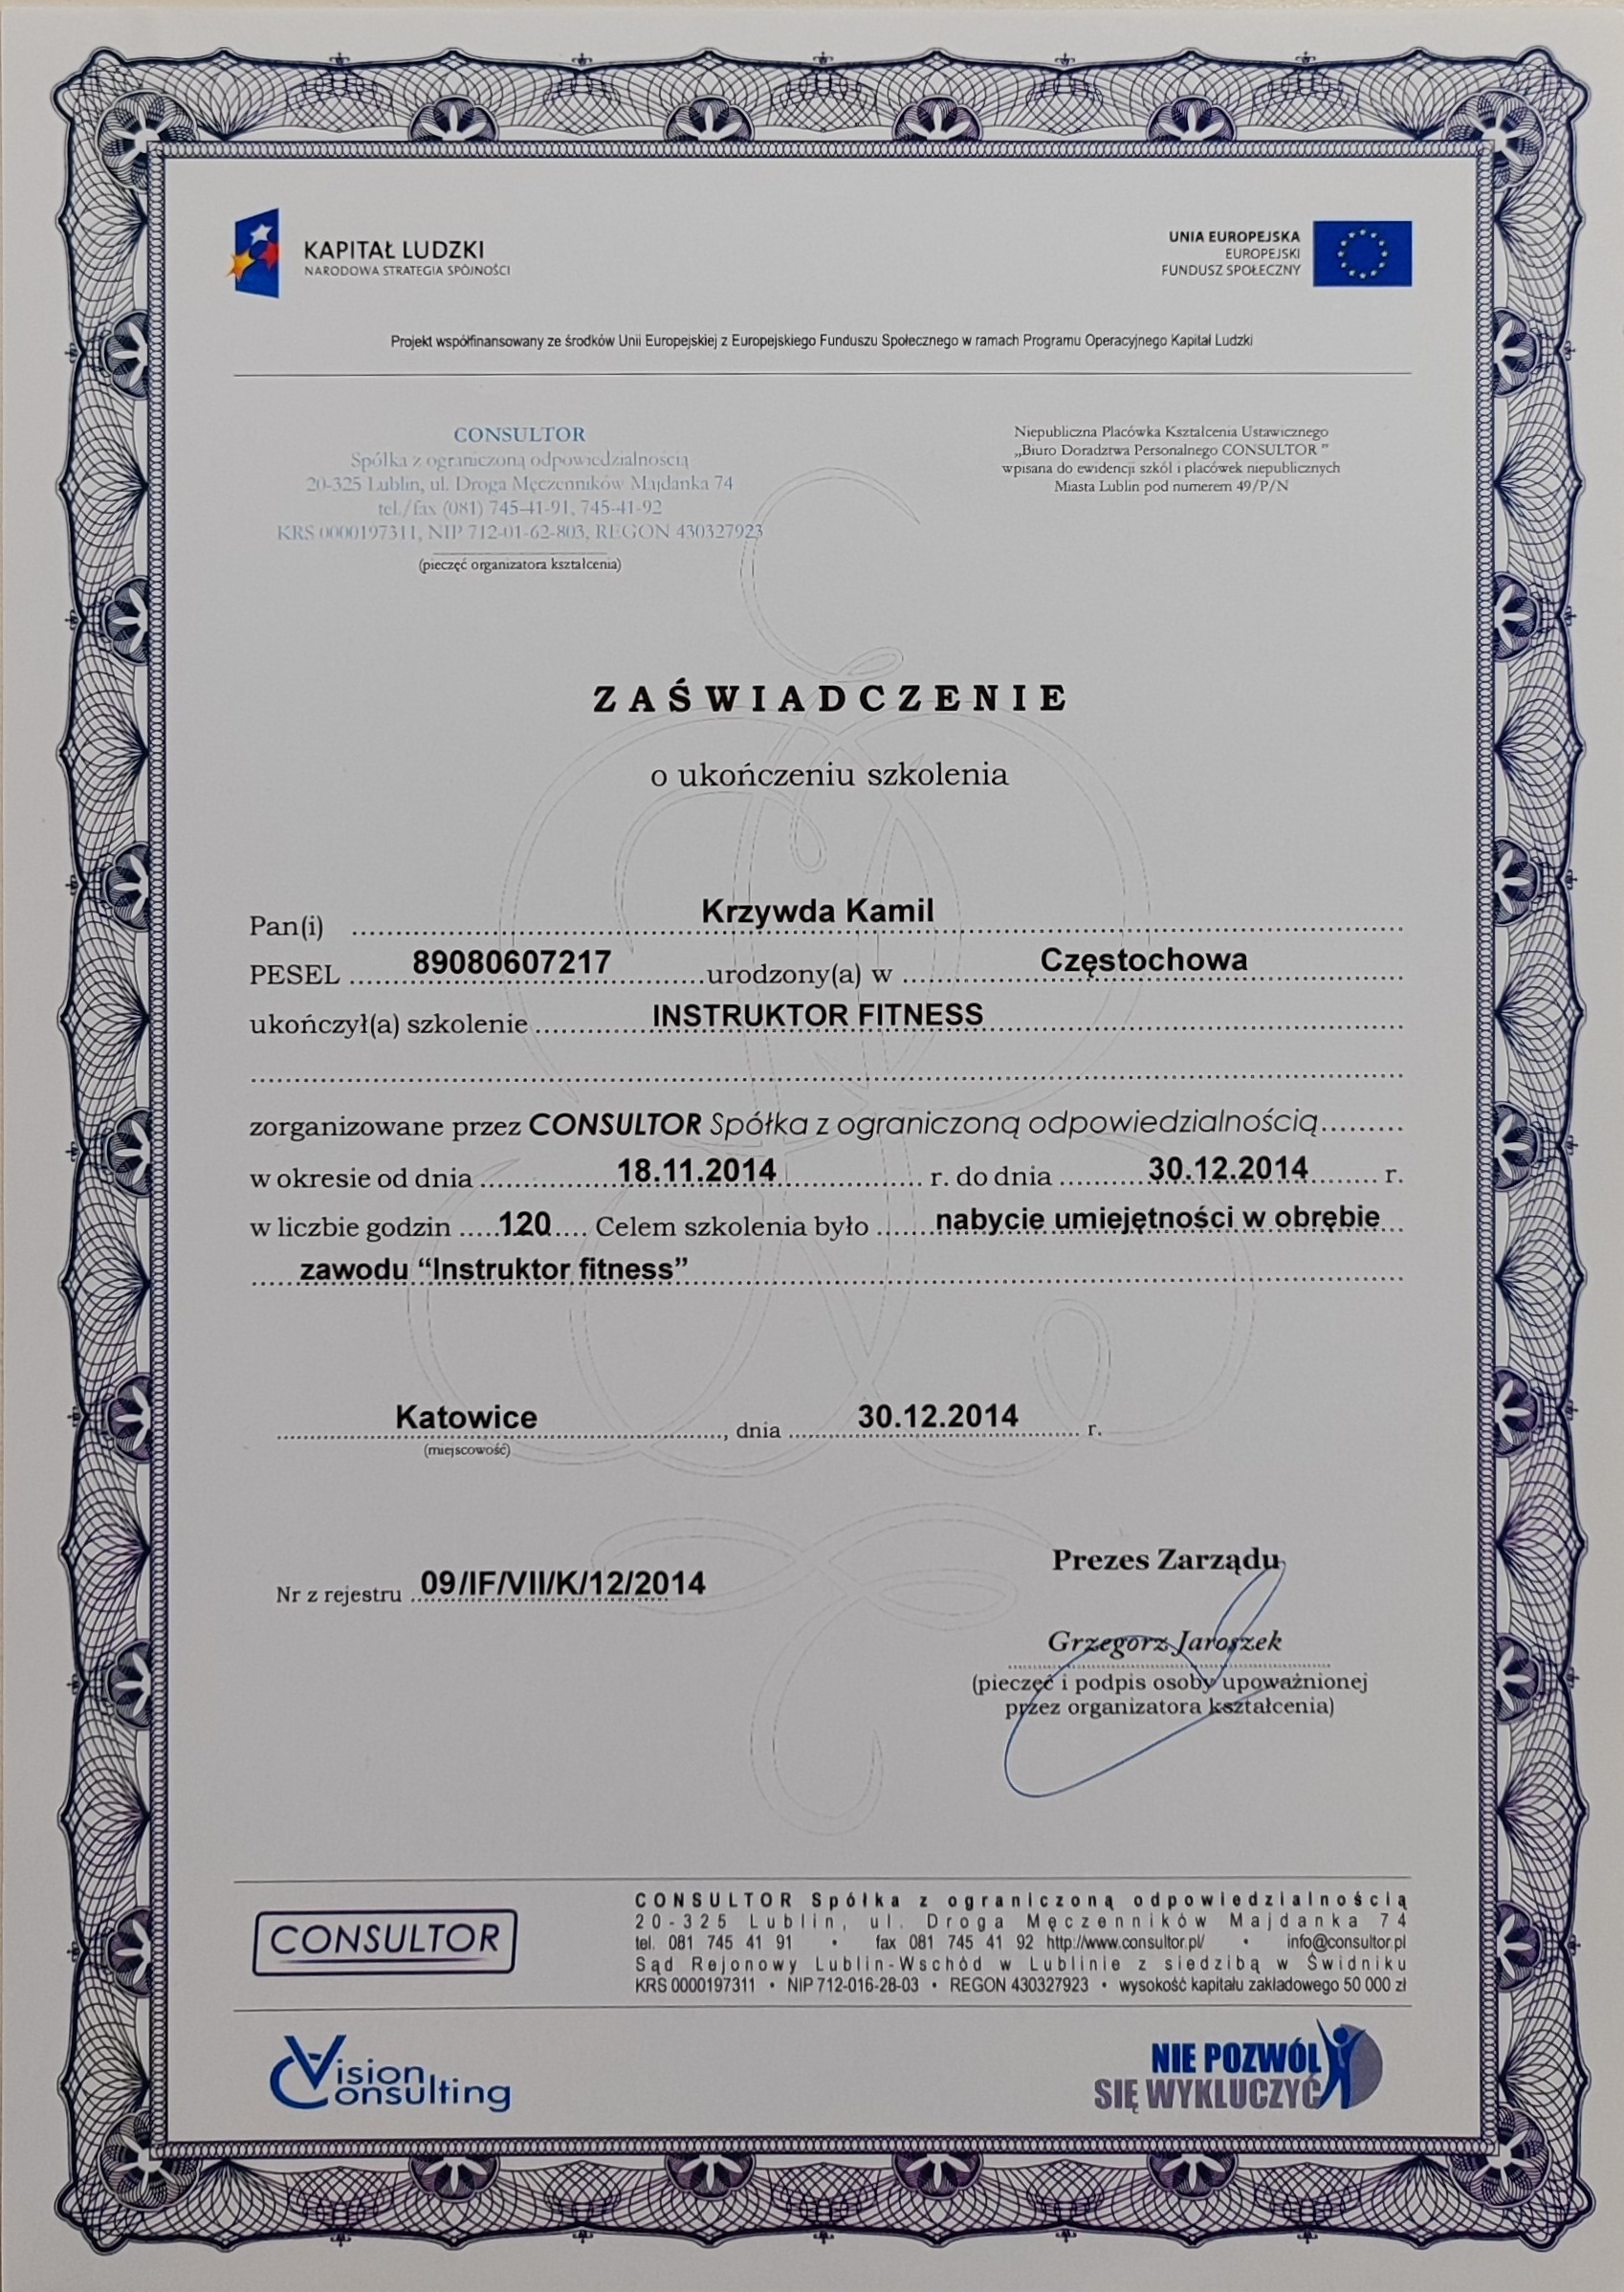 KAPITAŁ LUDZKI
NARODOWA STRATEGIA SPÓJNOŚCI
UNIA EUROPEJSKA
EUROPEJSKI
FUNDUSZ SPOŁECZNY
Projekt współfinansowany ze środków Unii Europejskiej z Europejskiego Funduszu Społecznego w ramach Programu Operacyjnego Kapitał Ludzki
CONSULTOR
Spółka z ograniczoną odpowiedzialnością
20-325 Lublin, ul. Droga Męczenników Majdanka 74
tel./fax (081) 745-41-91, 745-41-92
KRS 0000197311, NIP 712-01-62-803, REGON 430327923
(pieczęć organizatora kształcenia)
Niepubliczna Placówka Kształcenia Ustawicznego
„Biuro Doradztwa Personalnego CONSULTOR ”
wpisana do ewidencji szkół i placówek niepublicznych
Miasta Lublin pod numerem 49/P/N
ZAŚWIADCZENIE
o ukończeniu szkolenia
Pan(i) Krzywda Kamil
PESEL 89080607217 urodzony(a) w Częstochowa
ukończył(a) szkolenie INSTRUKTOR FITNESS
zorganizowane przez CONSULTOR Spółka z ograniczoną odpowiedzialnością
w okresie od dnia 18.11.2014 r. do dnia 30.12.2014 r.
w liczbie godzin 120 Celem szkolenia było nabycie umiejętności w obrębie
zawodu “Instruktor fitness”
Katowice, dnia 30.12.2014 r.
(miejscowość)
Nr z rejestru 09/IF/VII/K/12/2014
Prezes Zarządu
Grzegorz Jaroszek
(pieczęć i podpis osoby upoważnionej
przez organizatora kształcenia)
CONSULTOR
CONSULTOR Spółka z ograniczoną odpowiedzialnością
20-325 Lublin, ul. Droga Męczenników Majdanka 74
tel. 081 745 41 91 • fax 081 745 41 92 http://www.consultor.pl/ • info@consultor.pl
Sąd Rejonowy Lublin-Wschód w Lublinie z siedzibą w Świdniku
KRS 0000197311 • NIP 712-016-28-03 • REGON 430327923 • wysokość kapitału zakładowego 50 000 zł
Vision
Consulting
NIE POZWÓL
SIĘ WYKLUCZYĆ